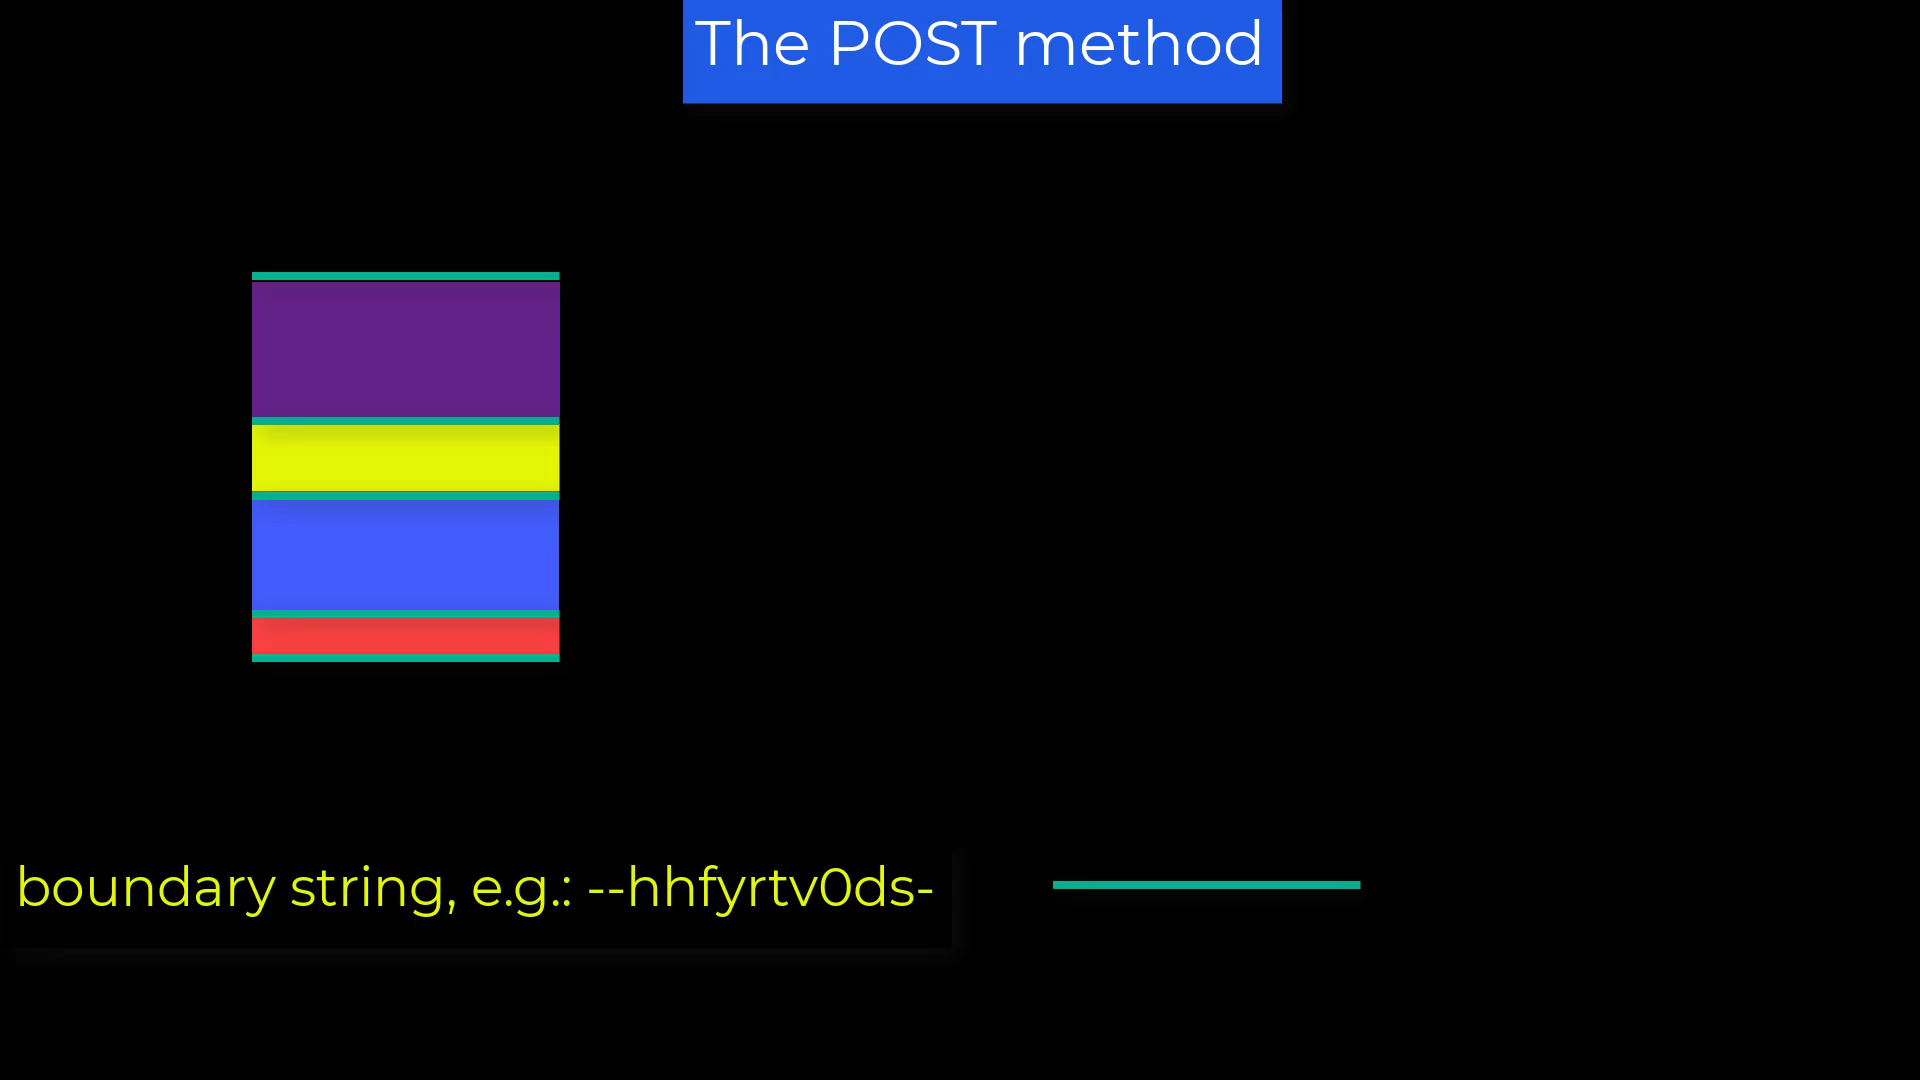 The POST method
boundary string, e.g.: --hhfyrtv0ds-